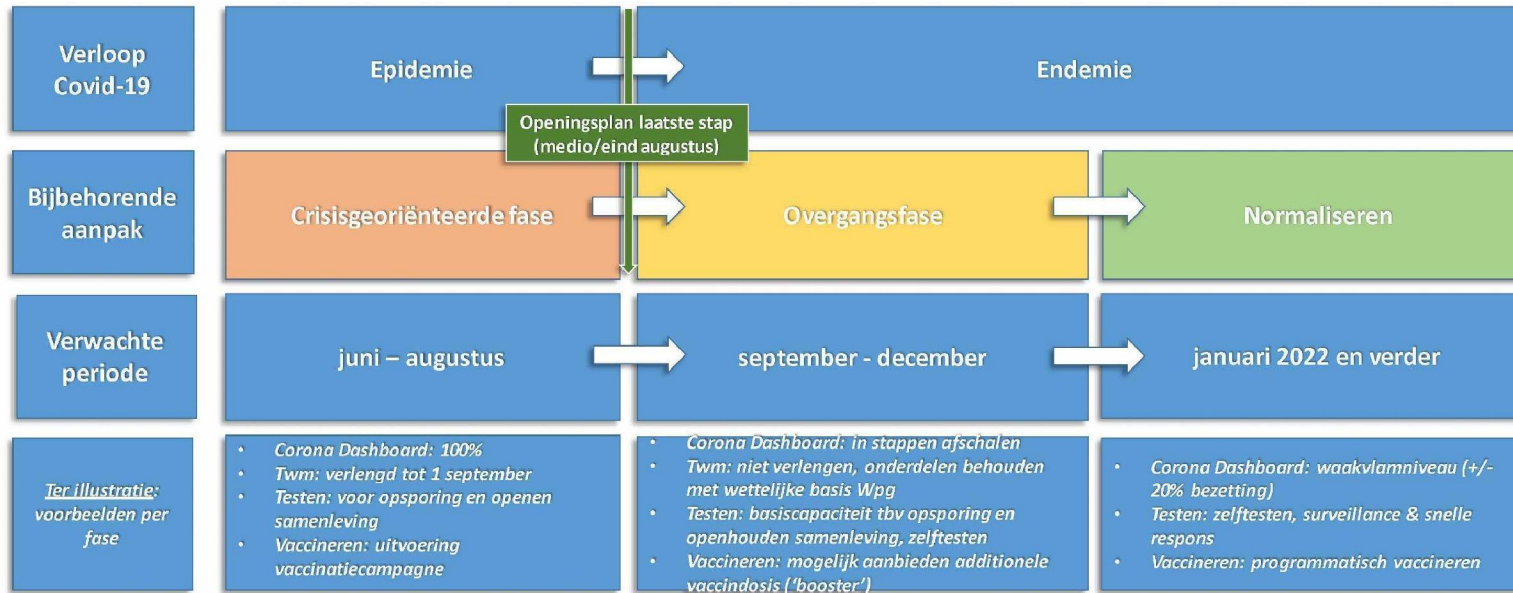 Verloop
Covid-19
Epidemie
Endemie
Openingsplan laatste stap
(medio/eind augustus)
Bijbehorende
aanpak
Crisisgeoriënteerde fase
Overgangsfase
Normaliseren
Verwachte
periode
juni – augustus
september - december
januari 2022 en verder
Ter illustratie:
voorbeelden per
fase
• Corona Dashboard: 100%
• Twm: verlengd tot 1 september
• Testen: voor opsporing en openen
samenleving
• Vaccineren: uitvoering
vaccinatiecampagne
• Corona Dashboard: in stappen afschalen
• Twm: niet verlengen, onderdelen behouden
met wettelijke basis Wpg
• Testen: basiscapaciteit tbv opsporing en
openhouden samenleving, zelftesten
• Vaccineren: mogelijk aanbieden additionele
vaccindosis ('booster')
• Corona Dashboard: waakvlamniveau (+/-
20% bezetting)
• Testen: zelftesten, surveillance & snelle
respons
• Vaccineren: programmatisch vaccineren